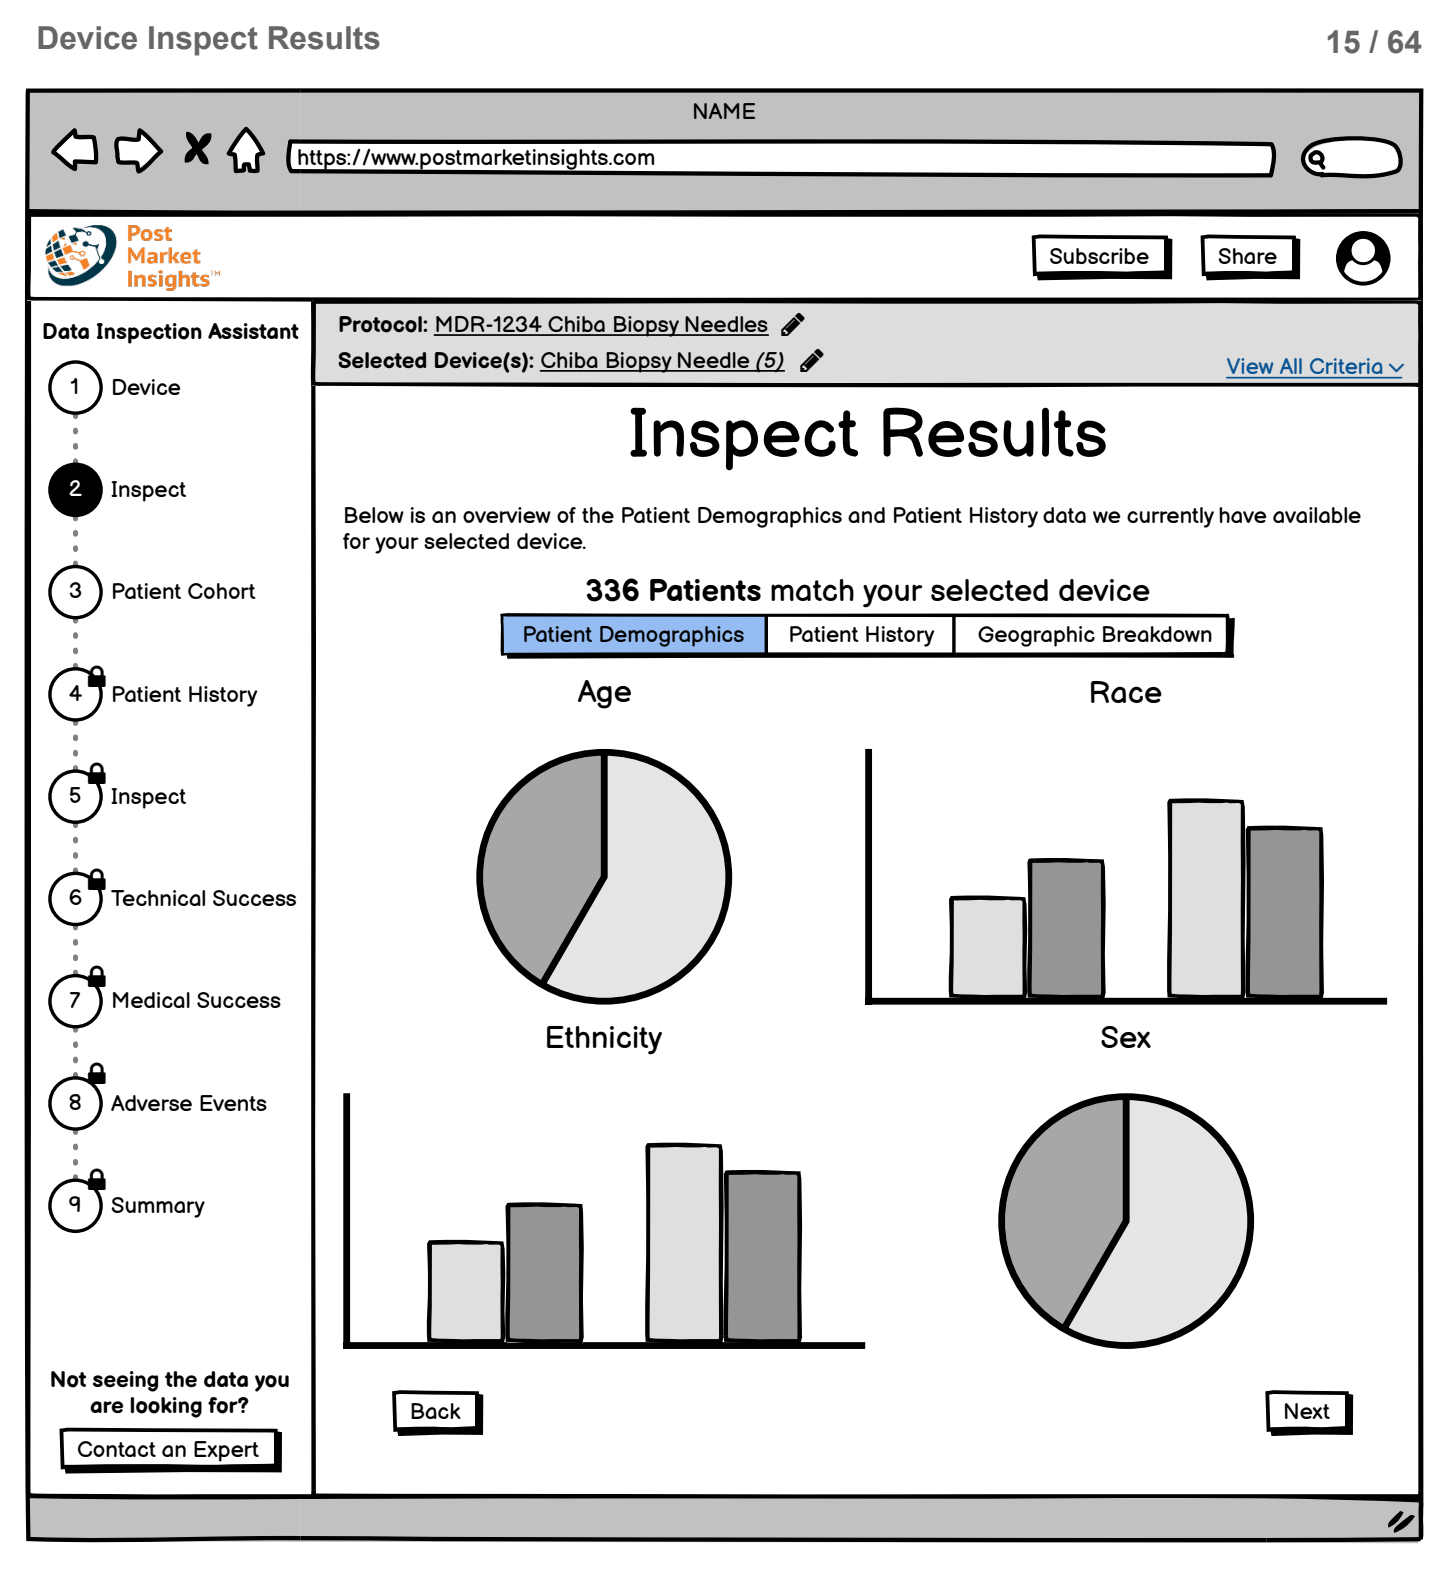 Device Inspect Results
15 / 64
NAME
https://www.postmarketinsights.com
Post
Market
Insights™
Subscribe
Share
Data Inspection Assistant
1 Device
2 Inspect
3 Patient Cohort
4 Patient History
5 Inspect
6 Technical Success
7 Medical Success
8 Adverse Events
9 Summary
Not seeing the data you
are looking for?
Contact an Expert
Protocol: MDR-1234 Chiba Biopsy Needles
Selected Device(s): Chiba Biopsy Needle (5)
View All Criteria
Inspect Results
Below is an overview of the Patient Demographics and Patient History data we currently have available
for your selected device.
336 Patients match your selected device
Patient Demographics
Patient History
Geographic Breakdown
Age
Race
Ethnicity
Sex
Back
Next